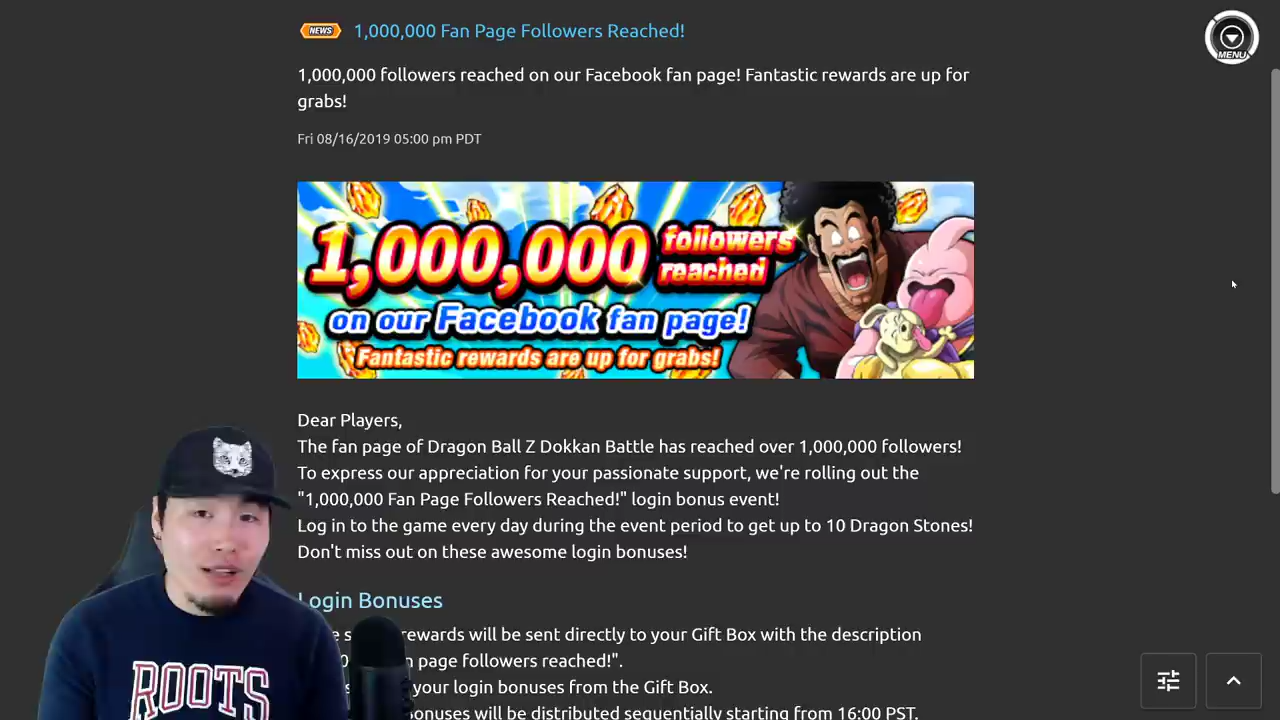 NEWS 1,000,000 Fan Page Followers Reached!
MENU
1,000,000 followers reached on our Facebook fan page! Fantastic rewards are up for
grabs!
Fri 08/16/2019 05:00 pm PDT
1,000,000 followers reached
on our Facebook fan page!
Fantastic rewards are up for grabs!
Dear Players,
The fan page of Dragon Ball Z Dokkan Battle has reached over 1,000,000 followers!
To express our appreciation for your passionate support, we're rolling out the
"1,000,000 Fan Page Followers Reached!" login bonus event!
Log in to the game every day during the event period to get up to 10 Dragon Stones!
Don't miss out on these awesome login bonuses!
Login Bonuses
rewards will be sent directly to your Gift Box with the description
page followers reached!".
your login bonuses from the Gift Box.
onuses will be distributed sequentially starting from 16:00 PST.
ROOTS